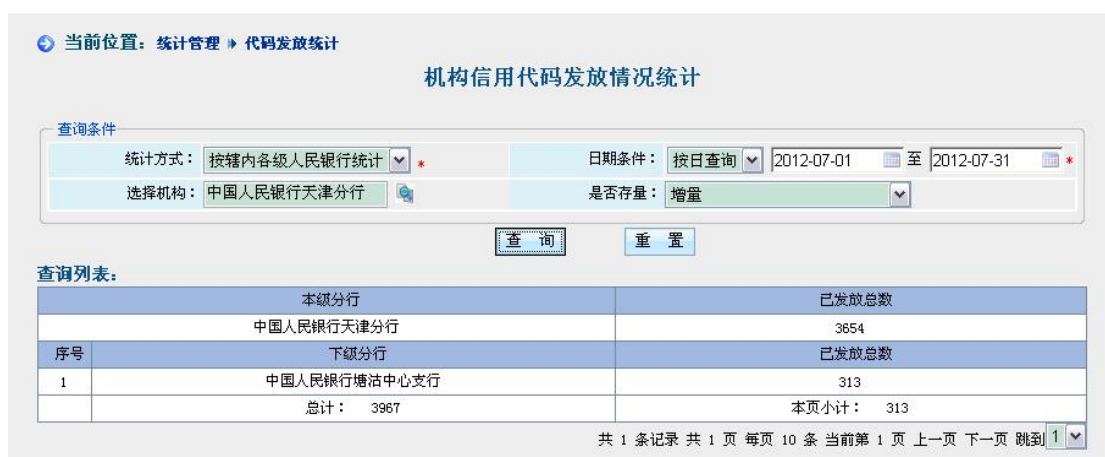 当前位置：统计管理 代码发放统计
机构信用代码发放情况统计
查询条件
统计方式： 按辖内各级人民银行统计 * 日期条件： 按日查询 2012-07-01 至 2012-07-31 *
选择机构： 中国人民银行天津分行 是否存量： 增量
查 询 重 置
查询列表：
本级分行 已发放总数
中国人民银行天津分行 3654
序号 下级分行 已发放总数
1 中国人民银行塘沽中心支行 313
总计： 3967 本页小计： 313
共 1 条记录 共 1 页 每页 10 条 当前第 1 页 上一页 下一页 跳到 1